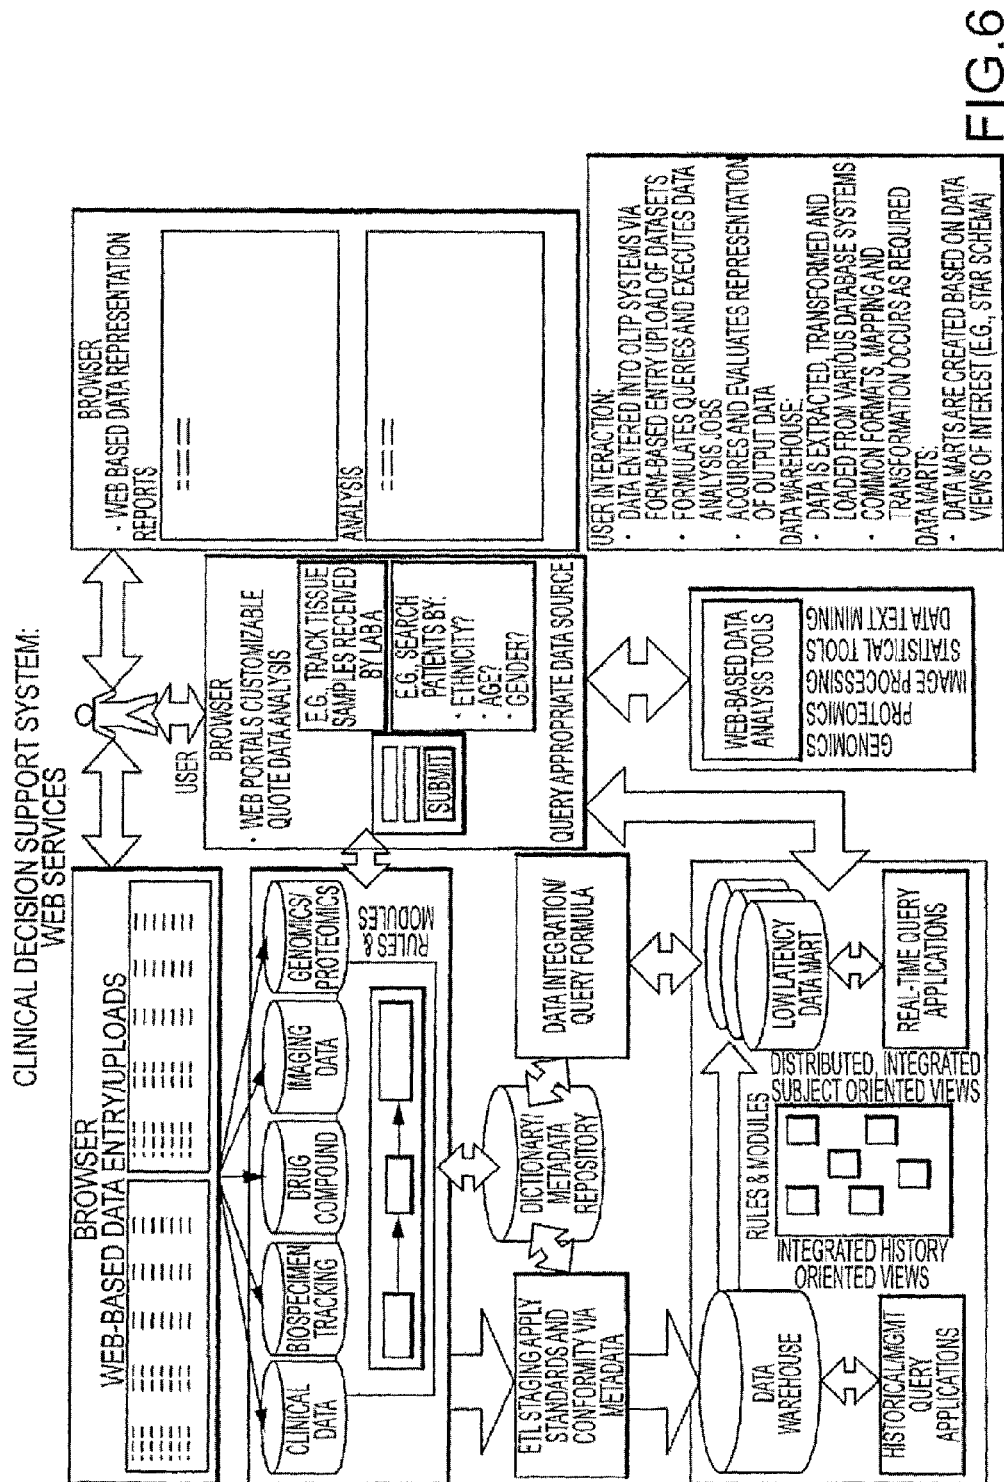 CLINICAL DECISION SUPPORT SYSTEM:
WEB SERVICES
BROWSER
WEB-BASED DATA ENTRY/UPLOADS
CLINICAL
DATA
BIOSPECIMEN
TRACKING
DRUG
COMPOUND
IMAGING
DATA
GENOMICS/
PROTEOMICS
RULES &
MODULES
USER
BROWSER
• WEB PORTALS CUSTOMIZABLE
QUOTE DATA ANALYSIS
SUBMIT
E.G. TRACK TISSUE
SAMPLES RECEIVED
BY LAB A
E.G., SEARCH
PATIENTS BY:
• ETHNICITY?
• AGE?
• GENDER?
QUERY APPROPRIATE DATA SOURCE
BROWSER
• WEB BASED DATA REPRESENTATION
REPORTS
ANALYSIS
ETL STAGING APPLY
STANDARDS AND
CONFORMITY VIA
METADATA
DICTIONARY/
METADATA
REPOSITORY
DATA INTEGRATION/
QUERY FORMULA
DATA
WAREHOUSE
HISTORICAL/MGMT
QUERY
APPLICATIONS
RULES & MODULES
INTEGRATED HISTORY
ORIENTED VIEWS
DISTRIBUTED, INTEGRATED
SUBJECT ORIENTED VIEWS
LOW LATENCY
DATA MART
REAL-TIME QUERY
APPLICATIONS
WEB-BASED DATA
ANALYSIS TOOLS
GENOMICS
PROTEOMICS
IMAGE PROCESSING
STATISTICAL TOOLS
DATA TEXT MINING
USER INTERACTION:
• DATA ENTERED INTO OLTP SYSTEMS VIA
FORM-BASED ENTRY UPLOAD OF DATASETS
• FORMULATES QUERIES AND EXECUTES DATA
ANALYSIS JOBS
• ACQUIRES AND EVALUATES REPRESENTATION
OF OUTPUT DATA
DATA WAREHOUSE:
• DATA IS EXTRACTED, TRANSFORMED AND
LOADED FROM VARIOUS DATABASE SYSTEMS
• COMMON FORMATS, MAPPING AND
TRANSFORMATION OCCURS AS REQUIRED
DATA MARTS:
• DATA MARTS ARE CREATED BASED ON DATA
VIEWS OF INTEREST (E.G., STAR SCHEMA)
FIG.6